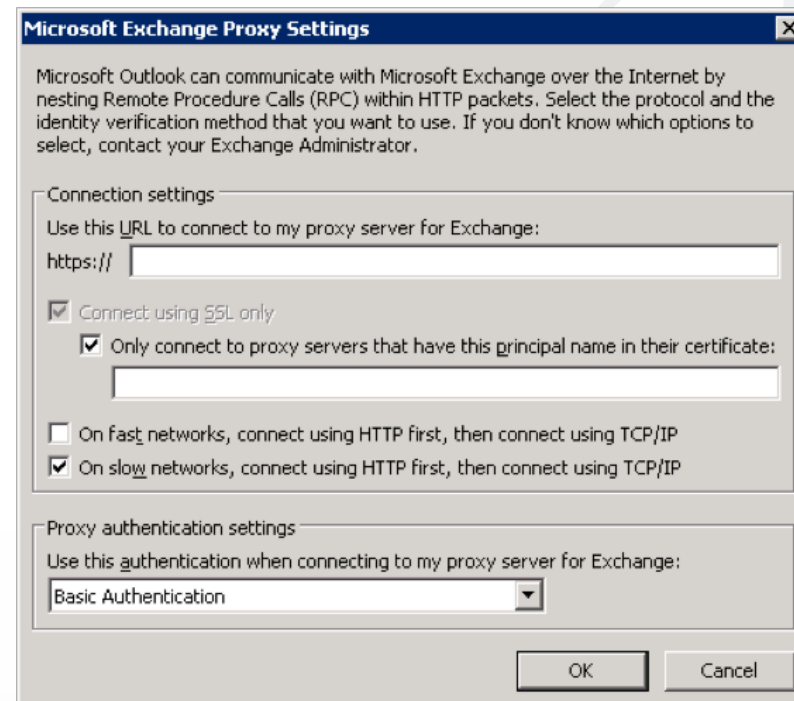 Microsoft Exchange Proxy Settings
Microsoft Outlook can communicate with Microsoft Exchange over the Internet by
nesting Remote Procedure Calls (RPC) within HTTP packets. Select the protocol and the
identity verification method that you want to use. If you don't know which options to
select, contact your Exchange Administrator.
Connection settings
Use this URL to connect to my proxy server for Exchange:
https://
Connect using SSL only
Only connect to proxy servers that have this principal name in their certificate:
On fast networks, connect using HTTP first, then connect using TCP/IP
On slow networks, connect using HTTP first, then connect using TCP/IP
Proxy authentication settings
Use this authentication when connecting to my proxy server for Exchange:
Basic Authentication
OK Cancel